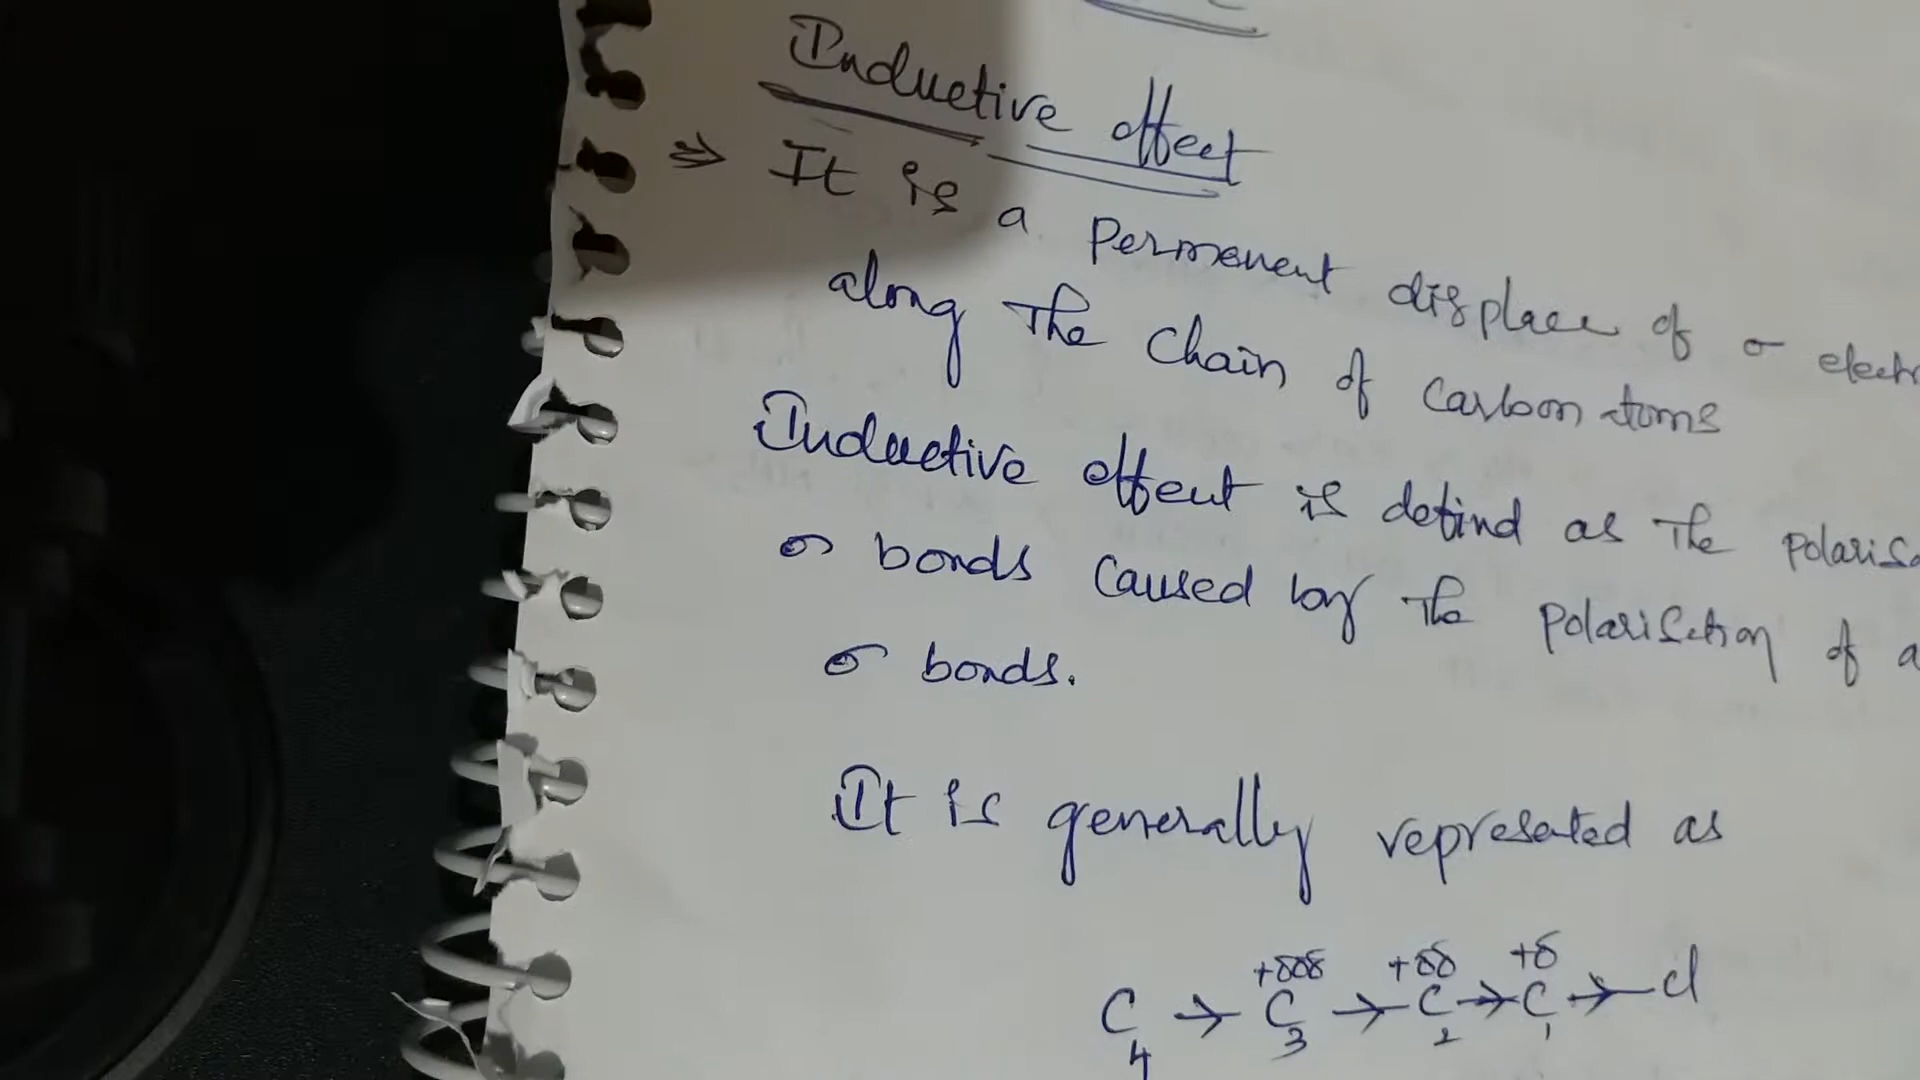 Inductive effect
⇒ It is a permenent displace of σ electr
along the chain of carbon atoms
Inductive effect is defind as the polarisa
σ bonds caused by the polarisation of a
σ bonds.
It is generally represented as
+δδδ +δδ +δ
C₄ → C₃ → C₂ → C₁ → Cl